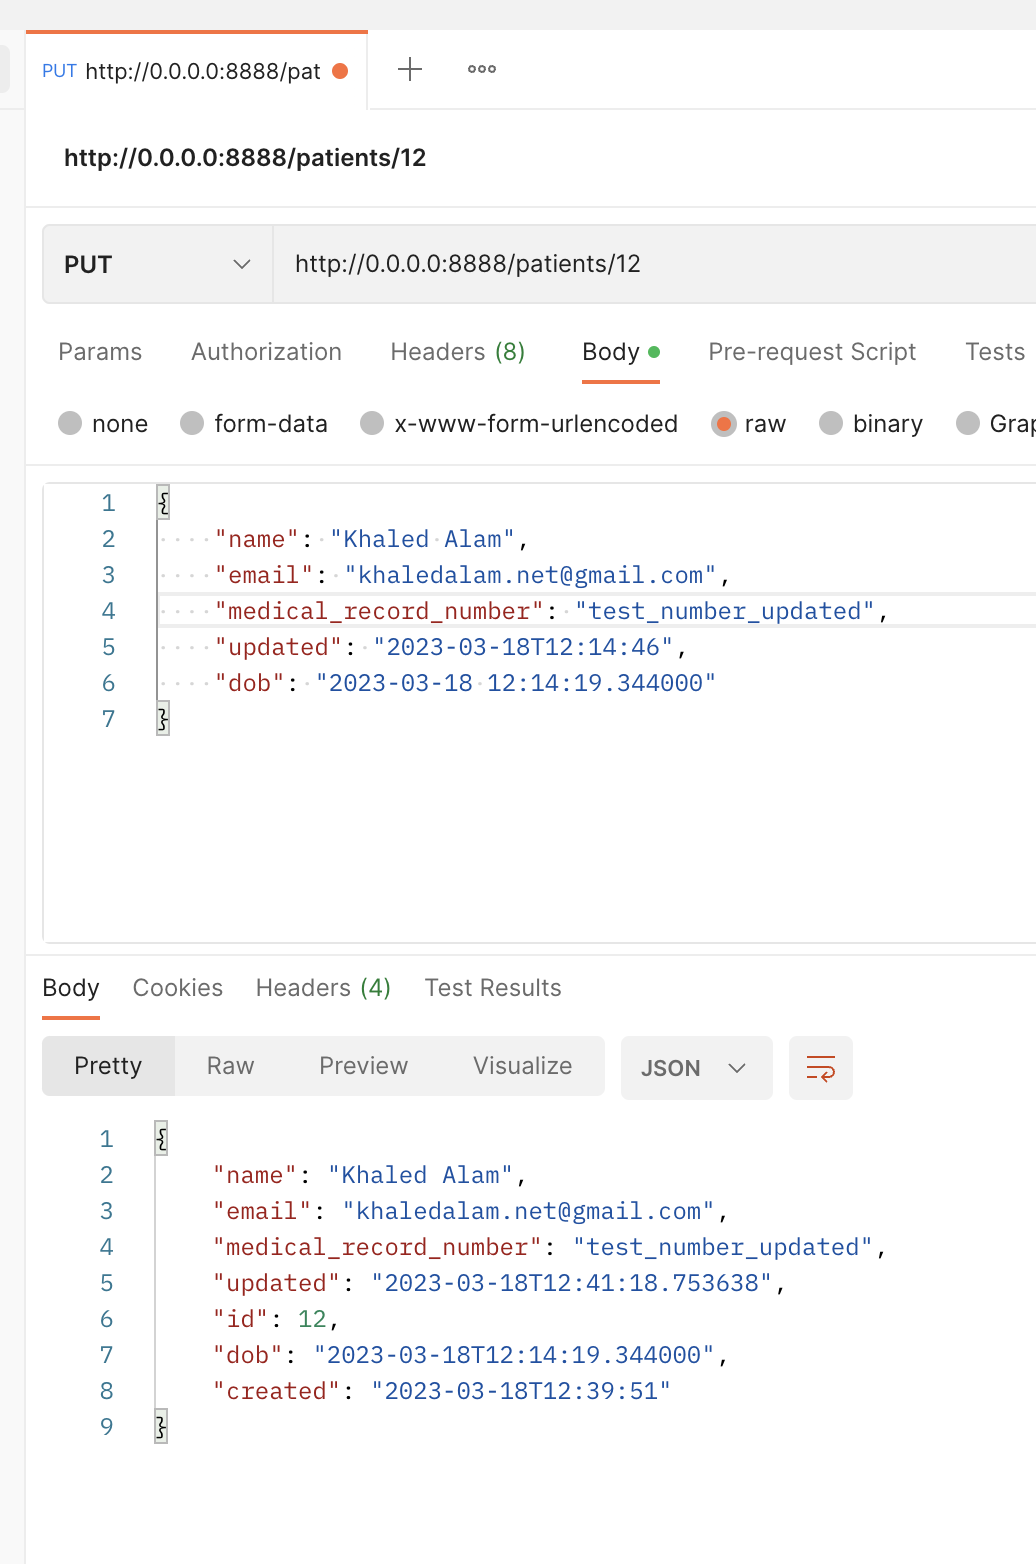 PUT http://0.0.0.0:8888/pat
http://0.0.0.0:8888/patients/12
PUT http://0.0.0.0:8888/patients/12
Params Authorization Headers (8) Body Pre-request Script Tests
none form-data x-www-form-urlencoded raw binary
1 {
2 "name": "Khaled Alam",
3 "email": "khaledalam.net@gmail.com",
4 "medical_record_number": "test_number_updated",
5 "updated": "2023-03-18T12:14:46",
6 "dob": "2023-03-18 12:14:19.344000"
7 }
Body Cookies Headers (4) Test Results
Pretty Raw Preview Visualize JSON
1 {
2 "name": "Khaled Alam",
3 "email": "khaledalam.net@gmail.com",
4 "medical_record_number": "test_number_updated",
5 "updated": "2023-03-18T12:41:18.753638",
6 "id": 12,
7 "dob": "2023-03-18T12:14:19.344000",
8 "created": "2023-03-18T12:39:51"
9 }